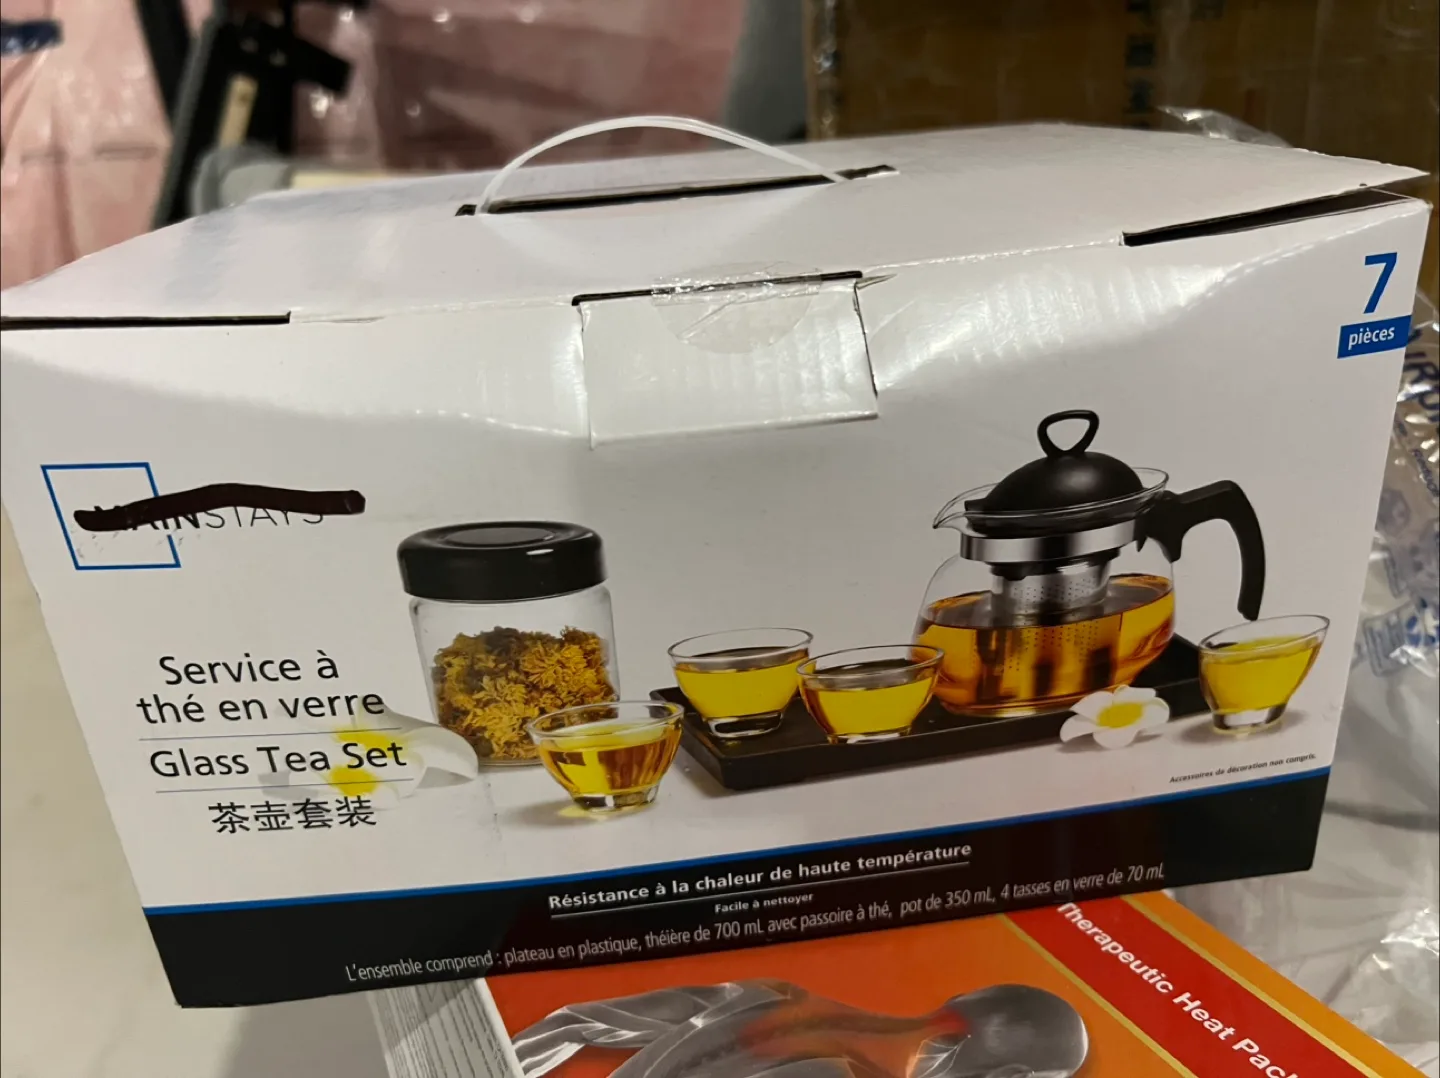 7
pièces
MAINSTAYS
Service à
thé en verre
Glass Tea Set
茶壶套装
Accessoires de décoration non compris.
Résistance à la chaleur de haute température
Facile à nettoyer
L'ensemble comprend : plateau en plastique, théière de 700 mL avec passoire à thé, pot de 350 mL, 4 tasses en verre de 70 mL
Therapeutic Heat Pack